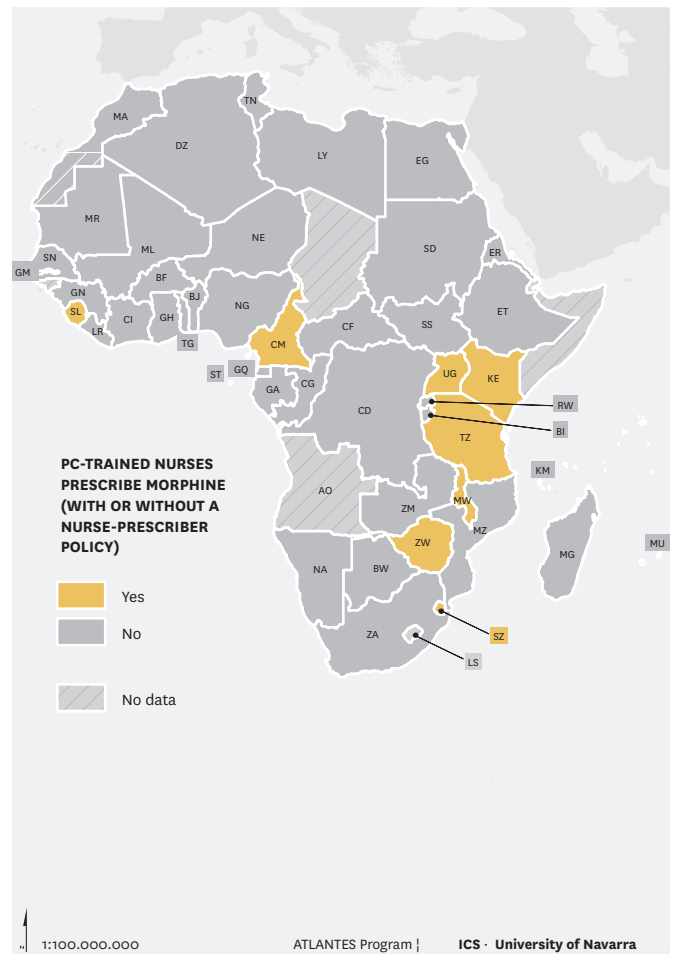 TN
MA
DZ
LY
EG
MR
ML
NE
SD
ER
SN
GM
BF
GN
BJ
NG
ET
SL
CI
GH
LR
TG
CF
SS
CM
ST
GQ
UG
KE
GA
CG
CD
RW
BI
TZ
KM
PC-TRAINED NURSES
PRESCRIBE MORPHINE
(WITH OR WITHOUT A
NURSE-PRESCRIBER
POLICY)
AO
ZM
MW
MZ
MG
MU
ZW
NA
BW
Yes
No
ZA
SZ
LS
No data
N
1:100.000.000
ATLANTES Program ¦
ICS · University of Navarra